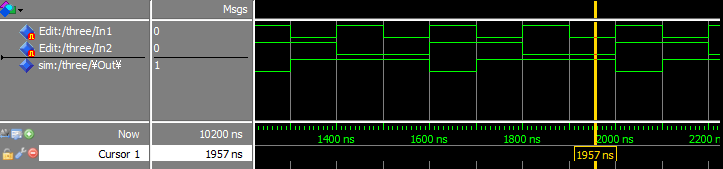 Msgs
Edit:/three/In1 0
Edit:/three/In2 0
sim:/three/¥Out¥ 1
Now 10200 ns 1400 ns 1600 ns 1800 ns 2000 ns 2200
Cursor 1 1957 ns 1957 ns